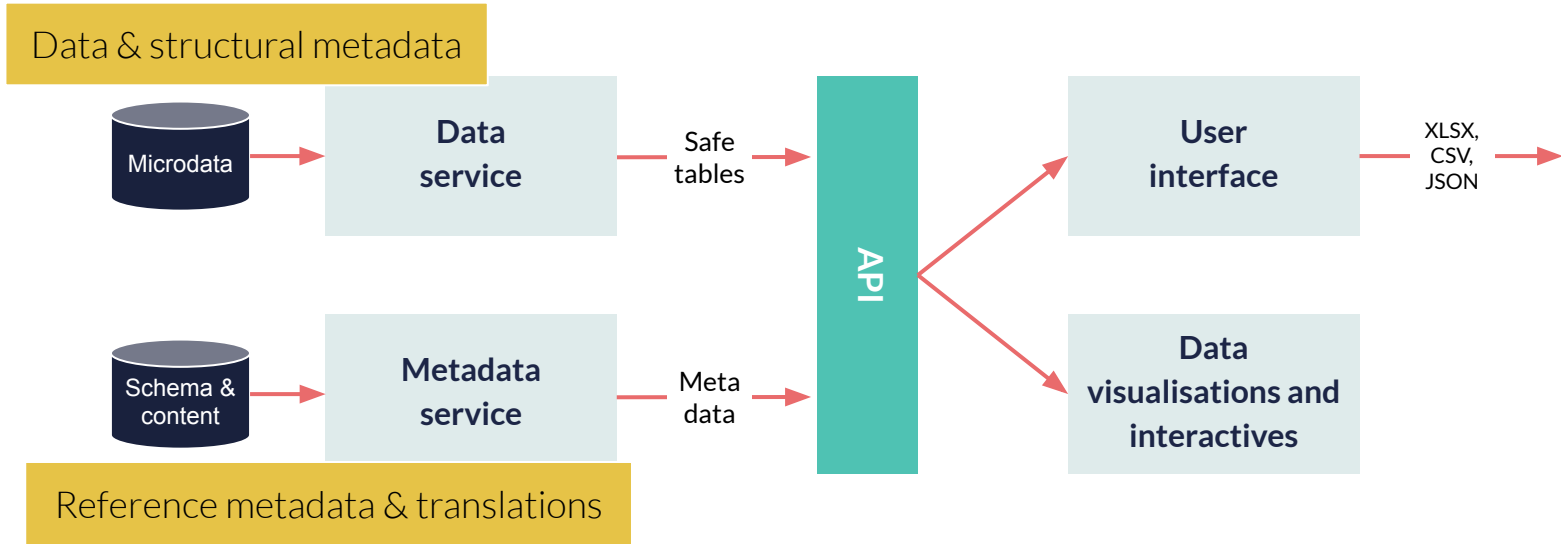 Data & structural metadata
Microdata
Data
service
Safe
tables
API
User
interface
XLSX,
CSV,
JSON
Schema &
content
Metadata
service
Meta
data
Data
visualisations and
interactives
Reference metadata & translations